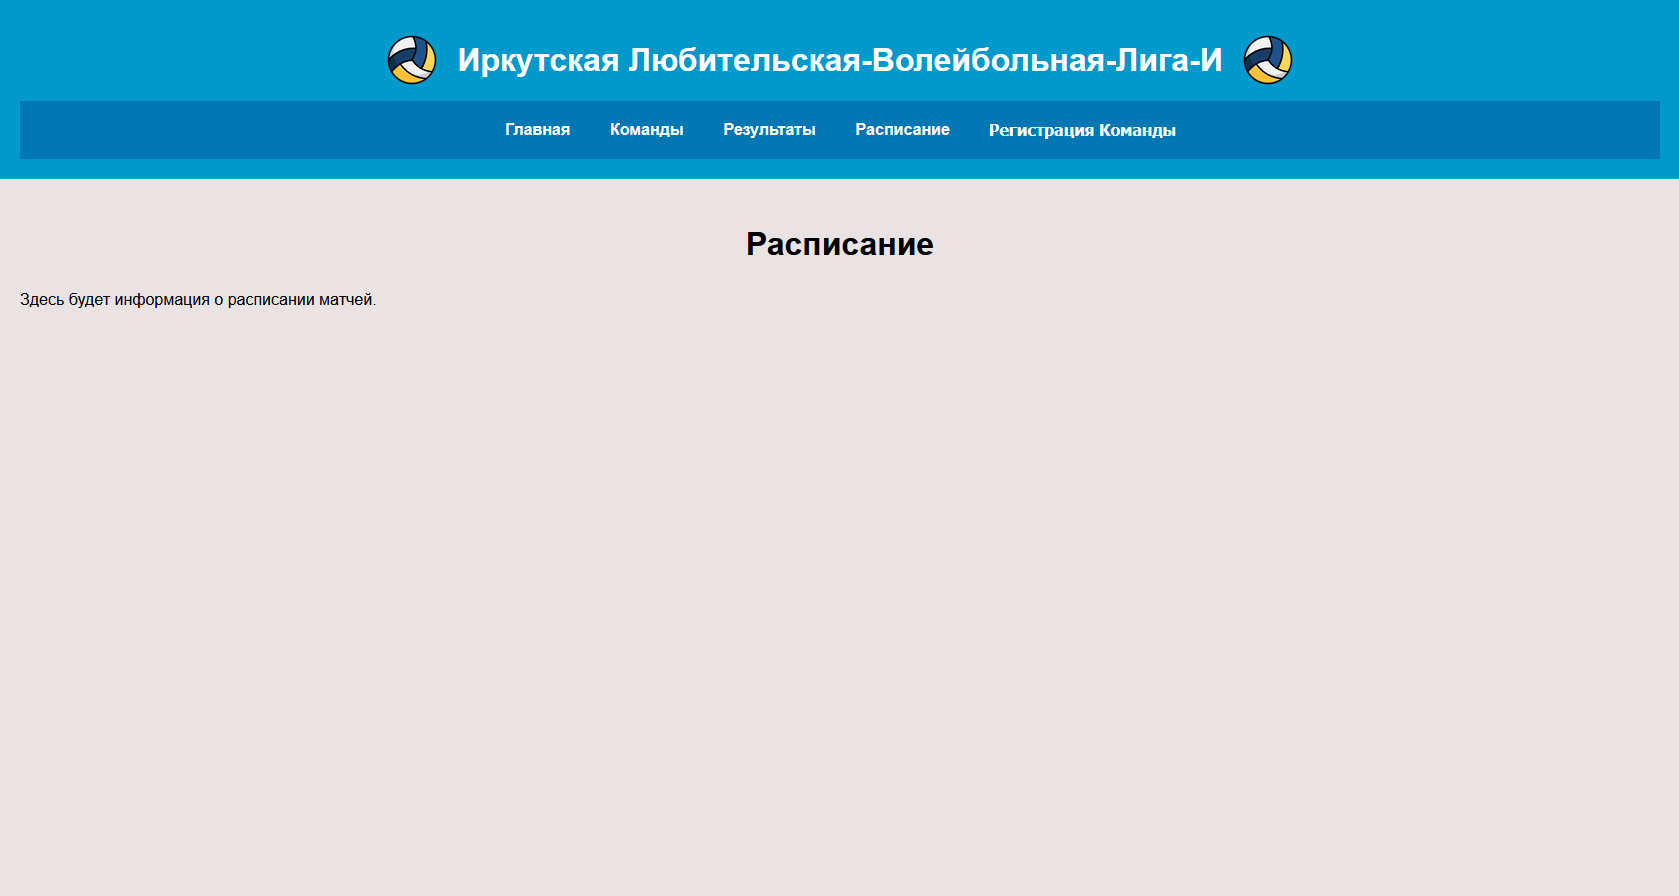 Иркутская Любительская-Волейбольная-Лига-И
Главная Команды Результаты Расписание Регистрация Команды
Расписание
Здесь будет информация о расписании матчей.